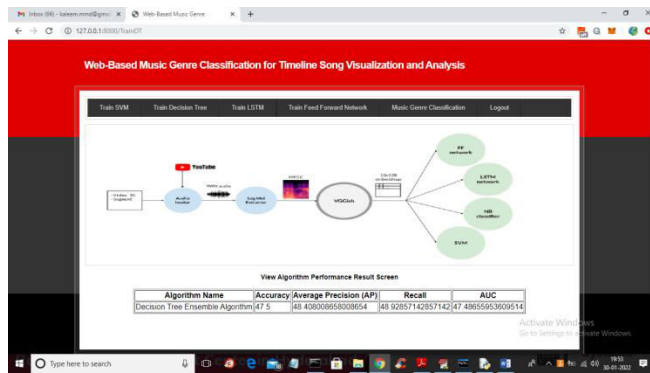 Inbox (66) - kaleem.mmd@gmai
Web-Based Music Genre
127.0.0.1:8000/TrainDT
Web-Based Music Genre Classification for Timeline Song Visualization and Analysis
Train SVM Train Decision Tree Train LSTM Train Feed Forward Network Music Genre Classification Logout
YouTube
Audio
WAV audio
Log Mel
VGGish
FF
network
LSTM
network
NB
classifier
SVM
View Algorithm Performance Result Screen
Algorithm Name Accuracy Average Precision (AP) Recall AUC
Decision Tree Ensemble Algorithm 47.5 48.408008658008654 48.92857142857142 47.48655953609514
Activate Windows
Go to Settings to activate Windows.
Type here to search
19:53
30-01-2022